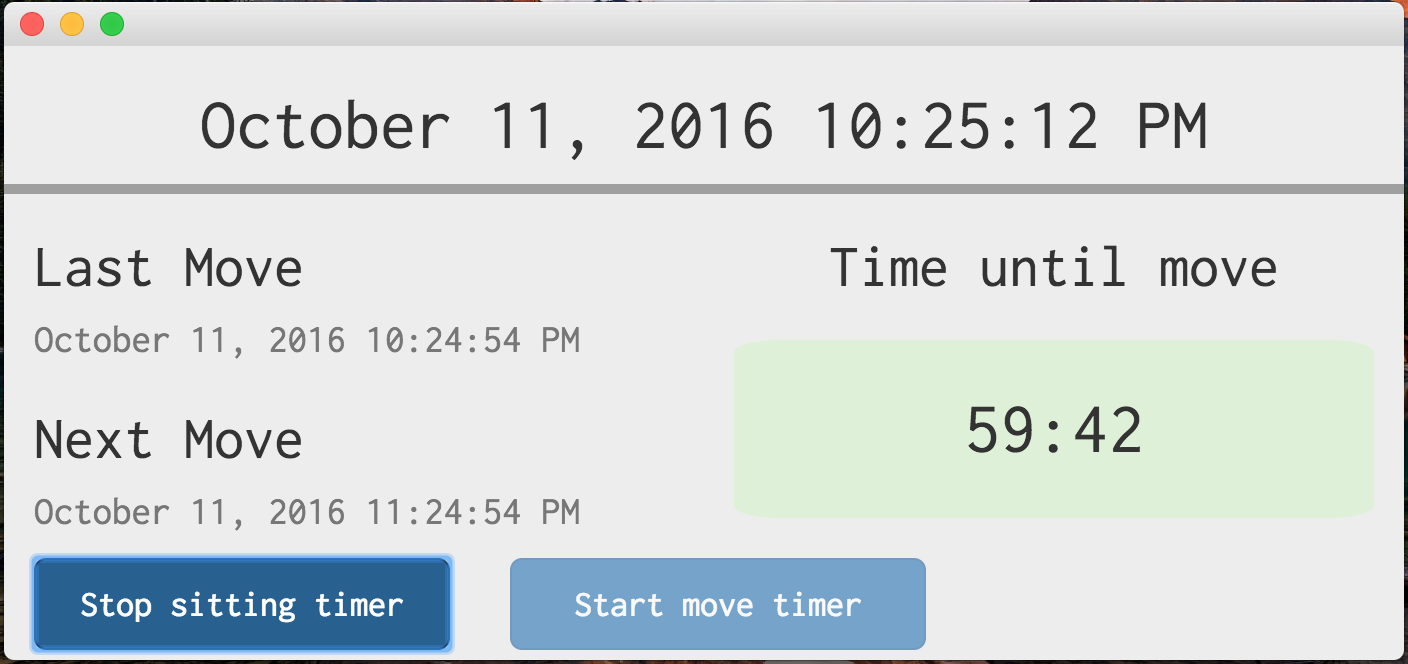 October 11, 2016 10:25:12 PM
Last Move
October 11, 2016 10:24:54 PM
Next Move
October 11, 2016 11:24:54 PM
Time until move
59:42
Stop sitting timer
Start move timer